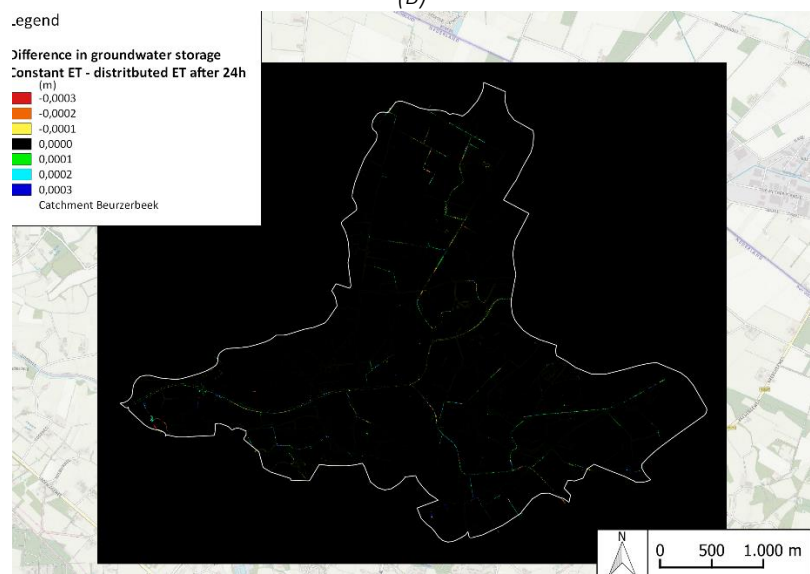 (D)
Legend
Difference in groundwater storage
Constant ET - distritbuted ET after 24h
(m)
-0,0003
-0,0002
-0,0001
0,0000
0,0001
0,0002
0,0003
Catchment Beurzerbeek
N
0 500 1.000 m